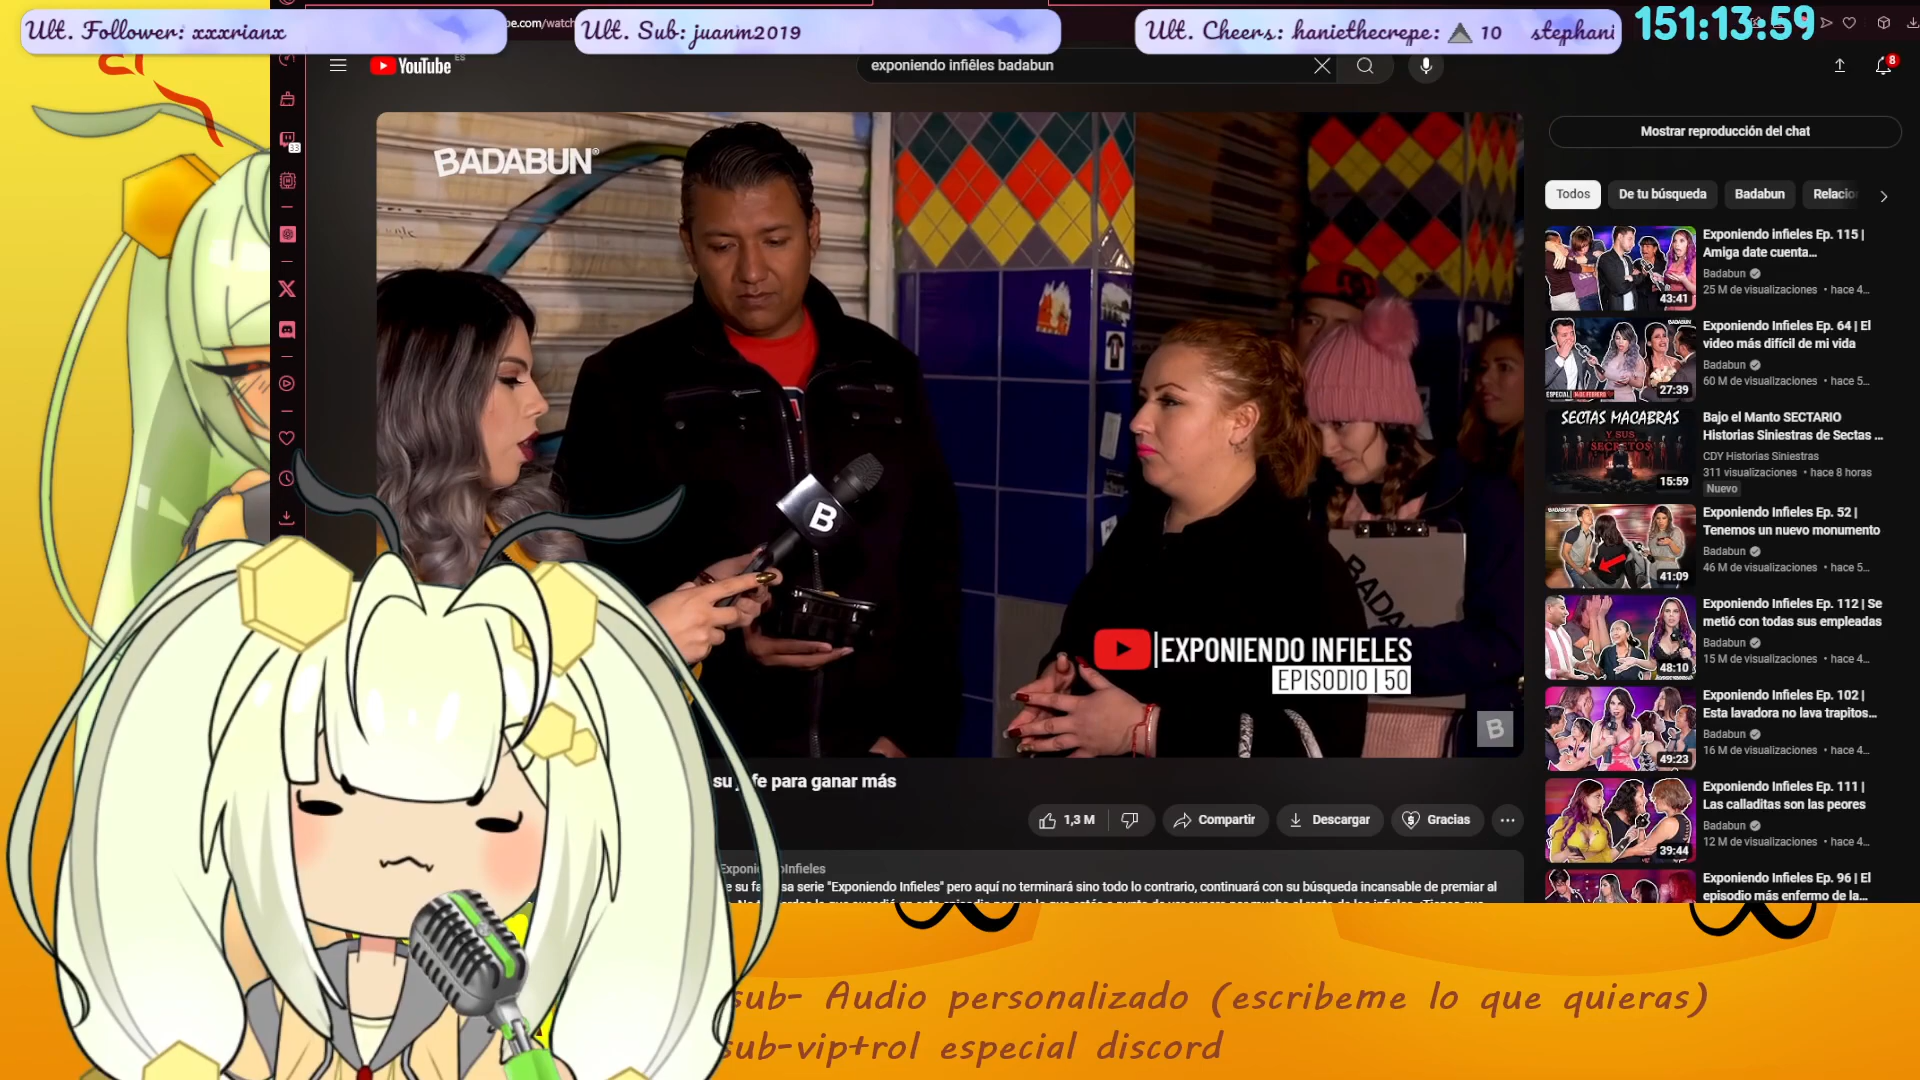 Ult. Follower: xxxrianx
Ult. Sub: juanm2019
Ult. Cheers: haniethecrepe: 10 stephani
151:13:59
YouTube
ES
exponiendo infiéles badabun
8
33
Mostrar reproducción del chat
Todos
De tu búsqueda
Badabun
BADABUN
B
EXPONIENDO INFIELES
EPISODIO | 50
B
Exponiendo infieles Ep. 115 |
Amiga date cuenta...
Badabun
25 M de visualizaciones • hace 4...
43:41
Exponiendo Infieles Ep. 64 | El
video más difícil de mi vida
Badabun
60 M de visualizaciones • hace 5...
27:39
SECTAS MACABRAS
Y SUS
SECRETOS
Bajo el Manto SECTARIO
Historias Siniestras de Sectas ...
CDY Historias Siniestras
311 visualizaciones • hace 8 horas
Nuevo
15:59
Exponiendo Infieles Ep. 52 |
Tenemos un nuevo monumento
Badabun
46 M de visualizaciones • hace 5...
41:09
Exponiendo Infieles Ep. 112 | Se
metió con todas sus empleadas
Badabun
15 M de visualizaciones • hace 4...
48:10
Exponiendo Infieles Ep. 102 |
Esta lavadora no lava trapitos...
Badabun
16 M de visualizaciones • hace 4...
49:23
Exponiendo Infieles Ep. 111 |
Las calladitas son las peores
Badabun
12 M de visualizaciones • hace 4...
39:44
Exponiendo Infieles Ep. 96 | El
episodio más enfermo de la...
su para ganar más
1,3 M
Compartir
Descargar
Gracias
su serie "Exponiendo Infieles" pero aquí no terminará sino todo lo contrario, continuará con su búsqueda incansable de premiar al
sub- Audio personalizado (escribeme lo que quieras)
sub-vip+rol especial discord